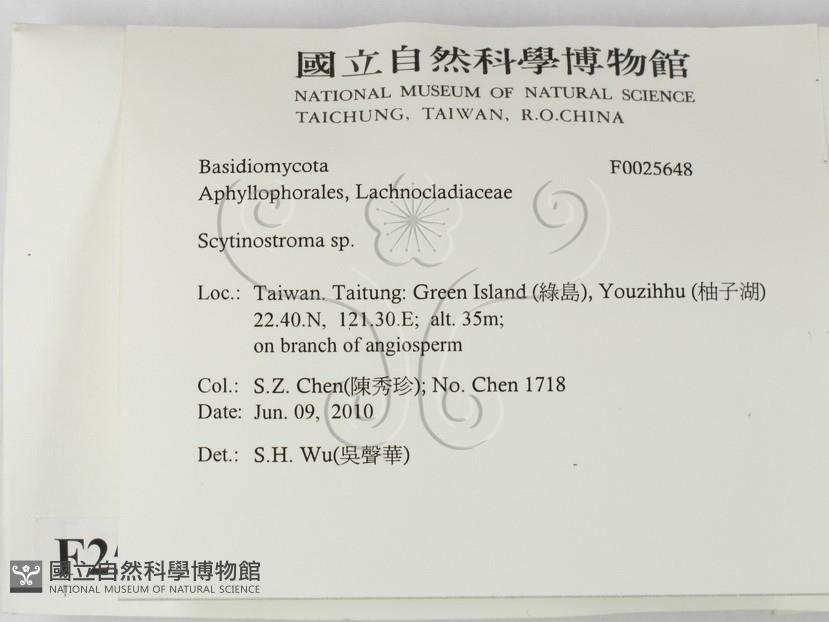 國立自然科學博物館
NATIONAL MUSEUM OF NATURAL SCIENCE
TAICHUNG, TAIWAN, R.O.CHINA
Basidiomycota F0025648
Aphyllophorales, Lachnocladiaceae
Scytinostroma sp.
Loc.: Taiwan. Taitung: Green Island (綠島), Youzihhu (柚子湖)
22.40.N, 121.30.E; alt. 35m;
on branch of angiosperm
Col.: S.Z. Chen(陳秀珍); No. Chen 1718
Date: Jun. 09, 2010
Det.: S.H. Wu(吳聲華)
國立自然科學博物館
NATIONAL MUSEUM OF NATURAL SCIENCE